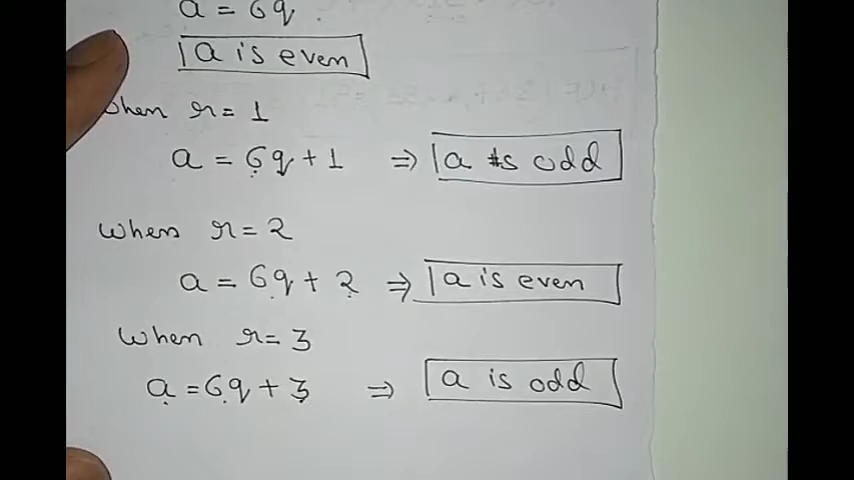 a = 6q
a is even
when r = 1
a = 6q + 1 ⇒ a is odd
when r = 2
a = 6q + 2 ⇒ a is even
when r = 3
a = 6q + 3 ⇒ a is odd